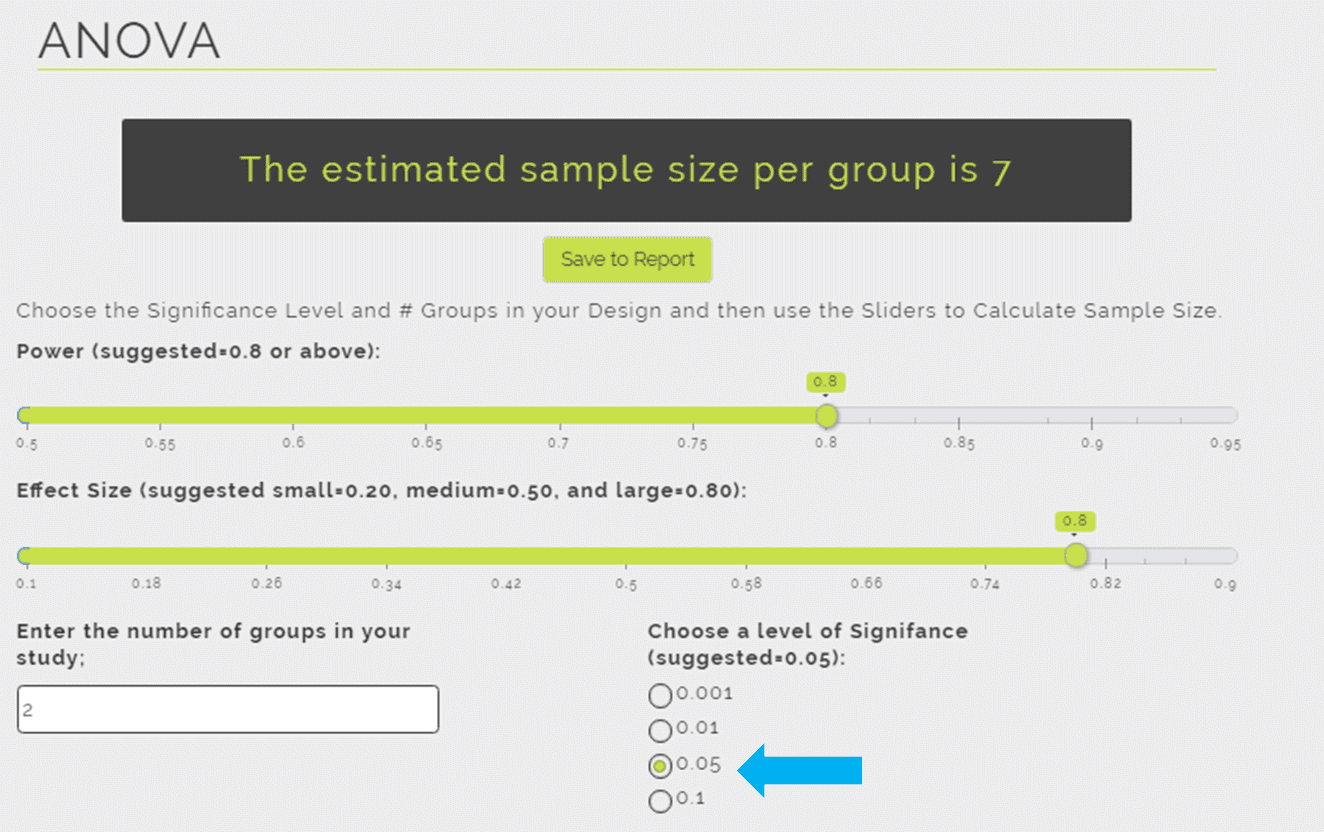 ANOVA
The estimated sample size per group is 7
Save to Report
Choose the Significance Level and # Groups in your Design and then use the Sliders to Calculate Sample Size.
Power (suggested=0.8 or above):
0.8
0.5 0.55 0.6 0.65 0.7 0.75 0.8 0.85 0.9 0.95
Effect Size (suggested small=0.20, medium=0.50, and large=0.80):
0.8
0.1 0.18 0.26 0.34 0.42 0.5 0.58 0.66 0.74 0.82 0.9
Enter the number of groups in your
study;
2
Choose a level of Signifance
(suggested=0.05):
0.001
0.01
0.05
0.1